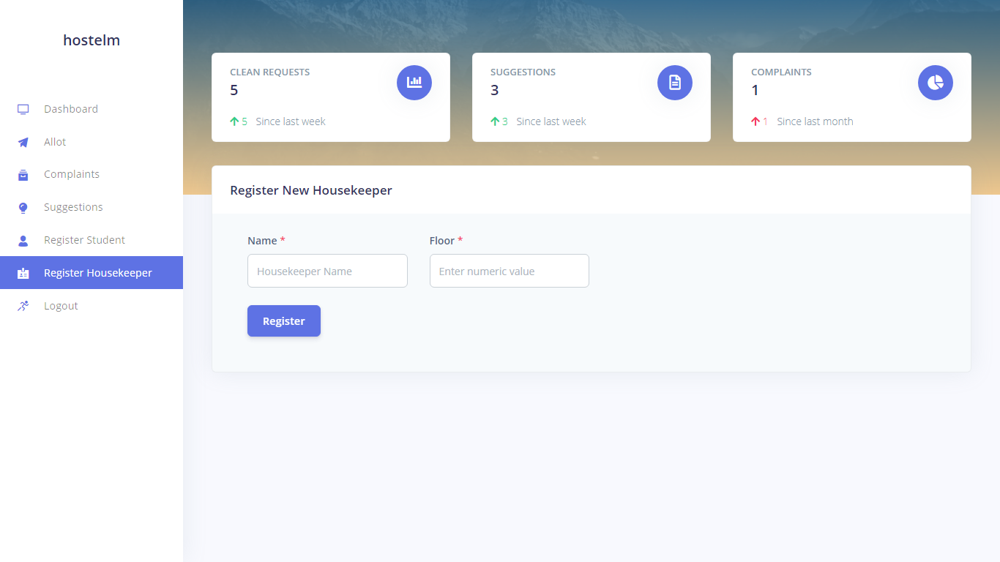 hostelm
Dashboard
Allot
Complaints
Suggestions
Register Student
Register Housekeeper
Logout
CLEAN REQUESTS
5
5 Since last week
SUGGESTIONS
3
3 Since last week
COMPLAINTS
1
1 Since last month
Register New Housekeeper
Name * Floor *
Housekeeper Name Enter numeric value
Register